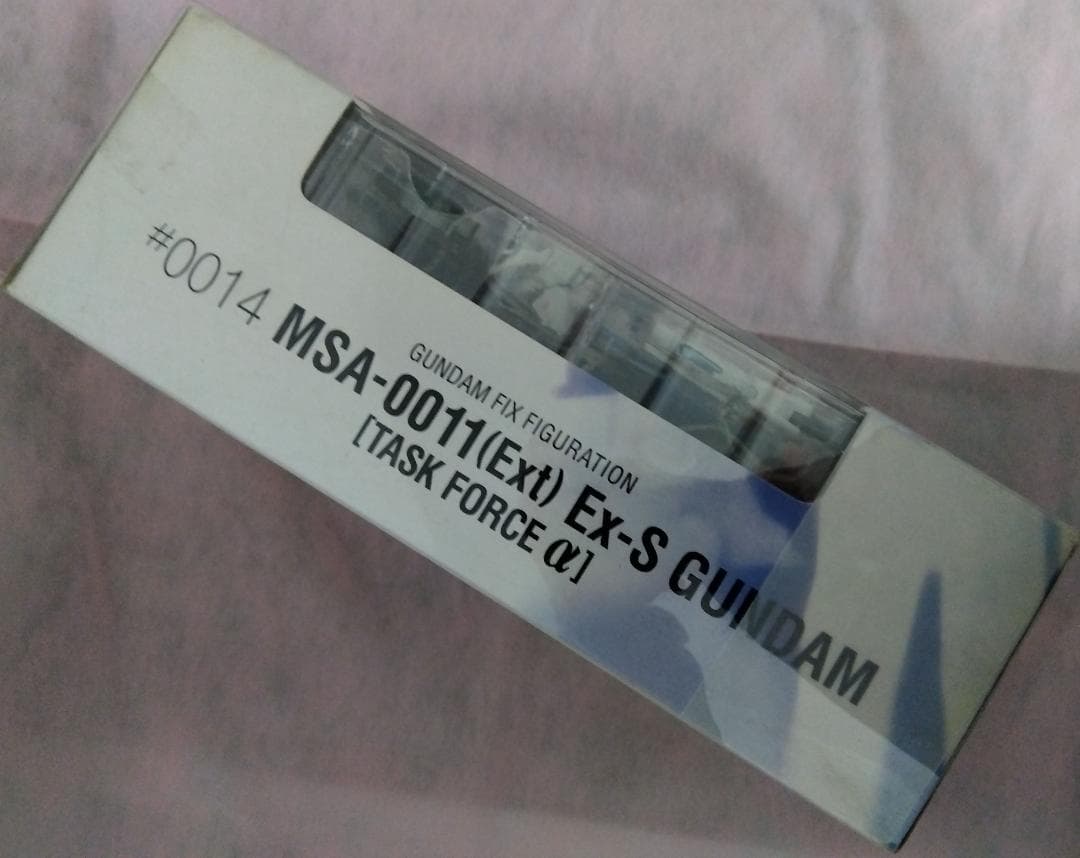 GUNDAM FIX FIGURATION
#0014 MSA-0011(Ext) Ex-S GUNDAM
[TASK FORCE α]